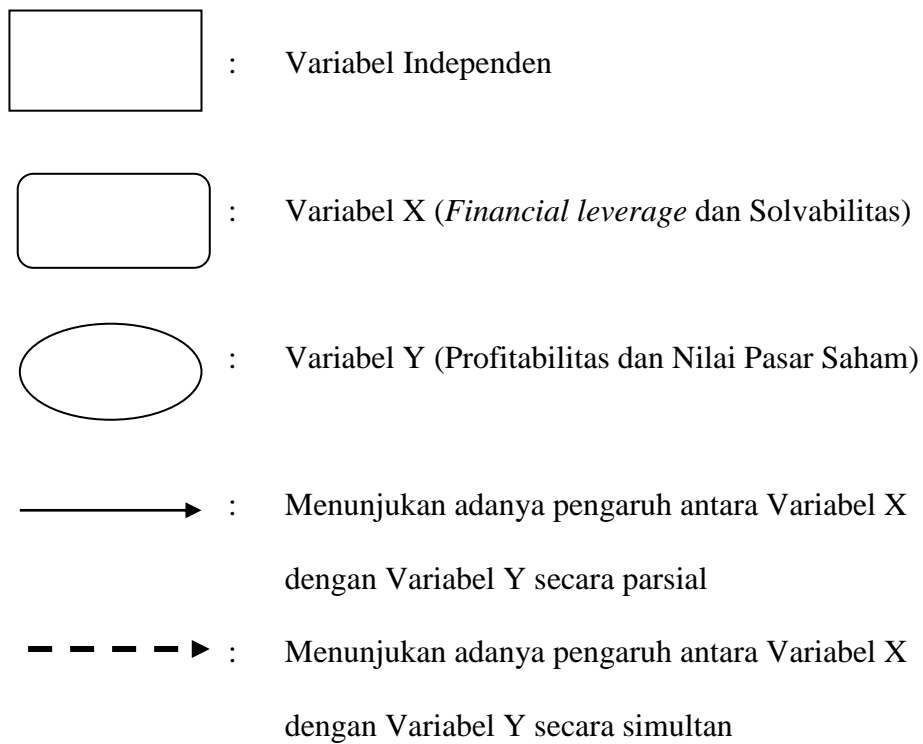 : Variabel Independen
: Variabel X (Financial leverage dan Solvabilitas)
: Variabel Y (Profitabilitas dan Nilai Pasar Saham)
: Menunjukan adanya pengaruh antara Variabel X
dengan Variabel Y secara parsial
: Menunjukan adanya pengaruh antara Variabel X
dengan Variabel Y secara simultan